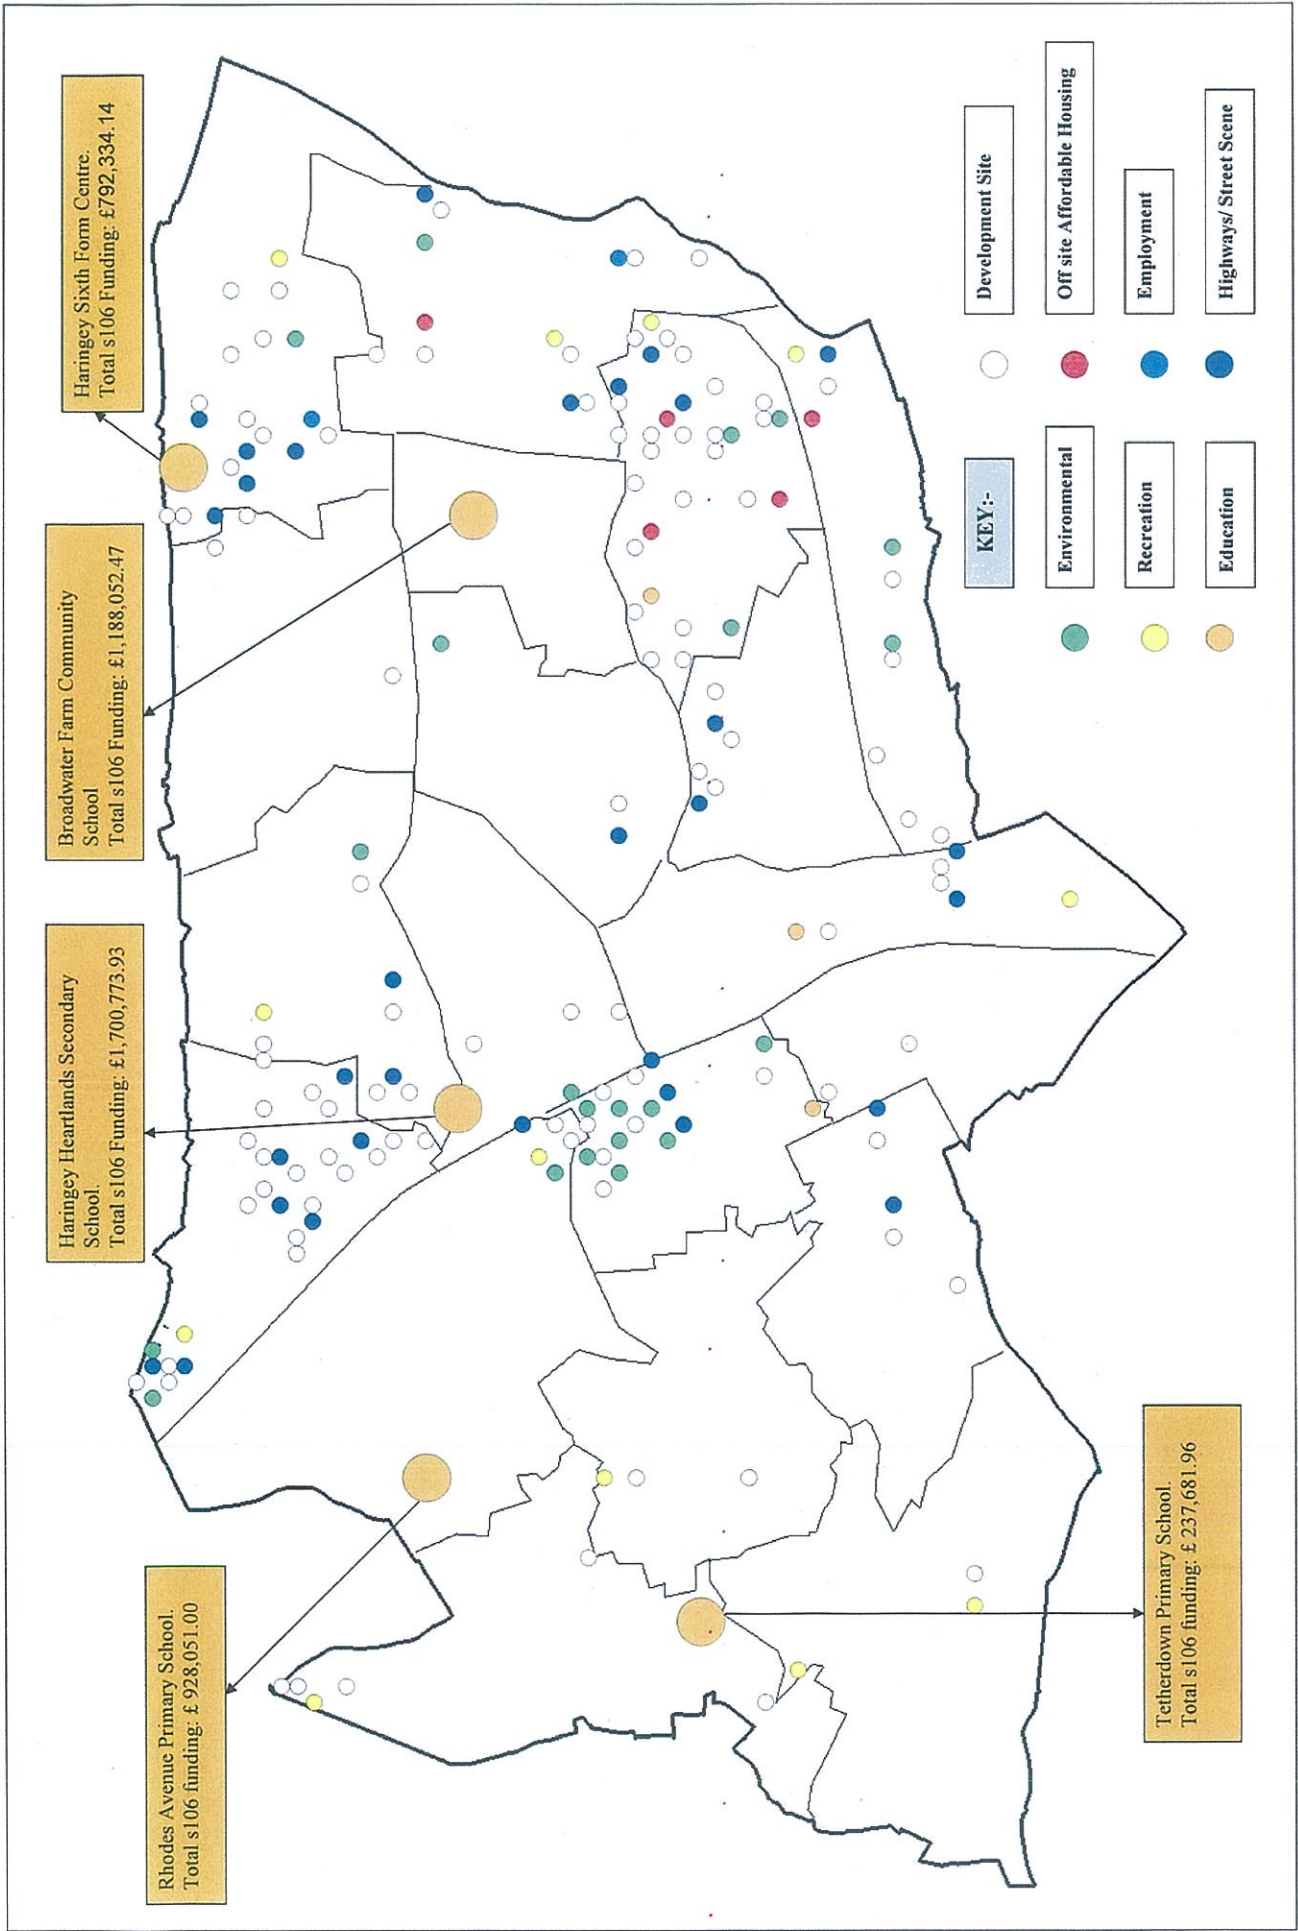 Rhodes Avenue Primary School.
Total s106 funding: £ 928,051.00
Haringey Heartlands Secondary
School.
Total s106 Funding: £1,700,773.93
Broadwater Farm Community
School
Total s106 Funding: £1,188,052.47
Haringey Sixth Form Centre.
Total s106 Funding: £792,334.14
Tetherdown Primary School.
Total s106 funding: £ 237,681.96
KEY:-
Development Site
Environmental
Off site Affordable Housing
Recreation
Employment
Education
Highways/ Street Scene